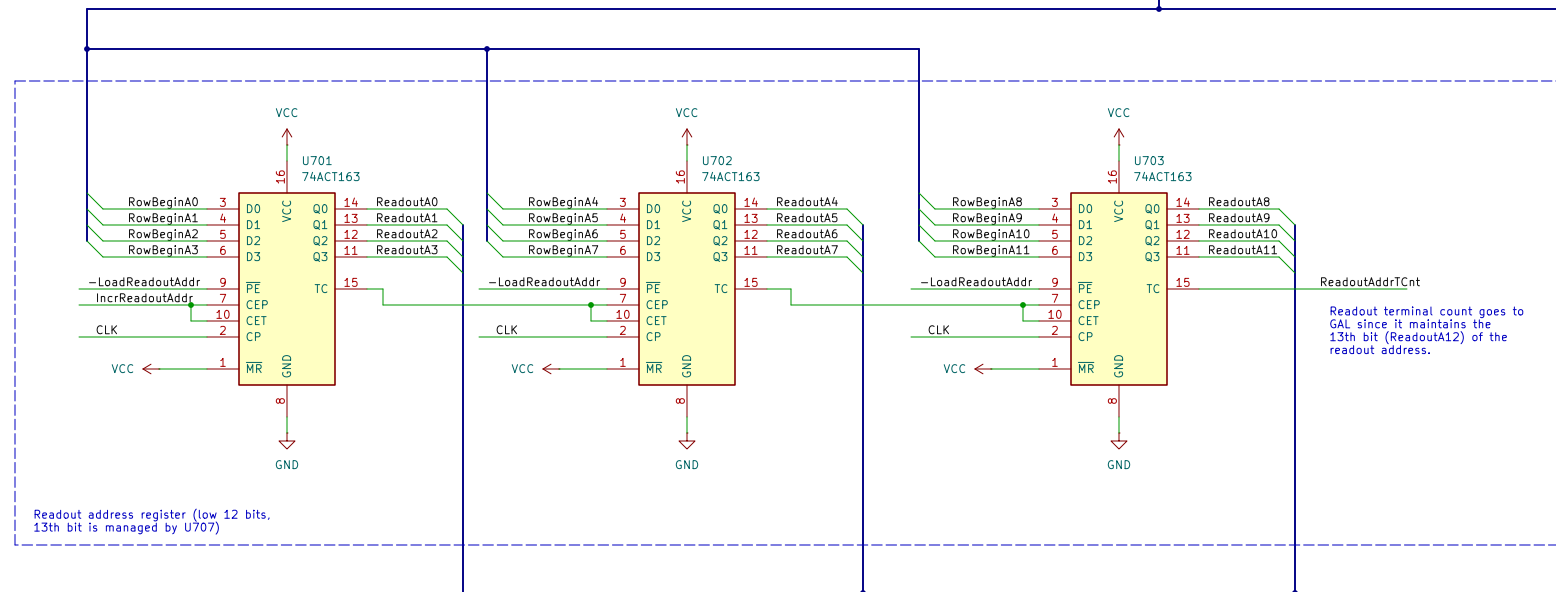 VCC VCC VCC
U701 U702 U703
74ACT163 74ACT163 74ACT163
16 16 16
RowBeginA0 3 D0 VCC Q0 14 ReadoutA0 RowBeginA4 3 D0 VCC Q0 14 ReadoutA4 RowBeginA8 3 D0 VCC Q0 14 ReadoutA8
RowBeginA1 4 D1 Q1 13 ReadoutA1 RowBeginA5 4 D1 Q1 13 ReadoutA5 RowBeginA9 4 D1 Q1 13 ReadoutA9
RowBeginA2 5 D2 Q2 12 ReadoutA2 RowBeginA6 5 D2 Q2 12 ReadoutA6 RowBeginA10 5 D2 Q2 12 ReadoutA10
RowBeginA3 6 D3 Q3 11 ReadoutA3 RowBeginA7 6 D3 Q3 11 ReadoutA7 RowBeginA11 6 D3 Q3 11 ReadoutA11
-LoadReadoutAddr 9 PE TC 15 -LoadReadoutAddr 9 PE TC 15 -LoadReadoutAddr 9 PE TC 15 ReadoutAddrTCnt
IncrReadoutAddr 7 CEP 7 CEP 7 CEP
10 CET 10 CET 10 CET
CLK 2 CP CLK 2 CP CLK 2 CP
VCC 1 MR GND VCC 1 MR GND VCC 1 MR GND
8 8 8
GND GND GND
Readout terminal count goes to
GAL since it maintains the
13th bit (ReadoutA12) of the
readout address.
Readout address register (low 12 bits,
13th bit is managed by U707)